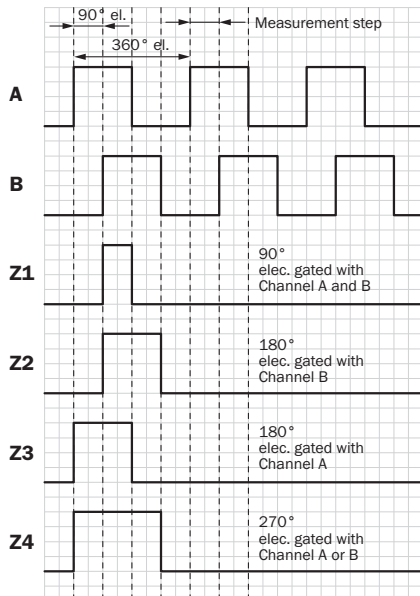 90° el.
Measurement step
360° el.
A
B
Z1
90°
elec. gated with
Channel A and B
Z2
180°
elec. gated with
Channel B
Z3
180°
elec. gated with
Channel A
Z4
270°
elec. gated with
Channel A or B